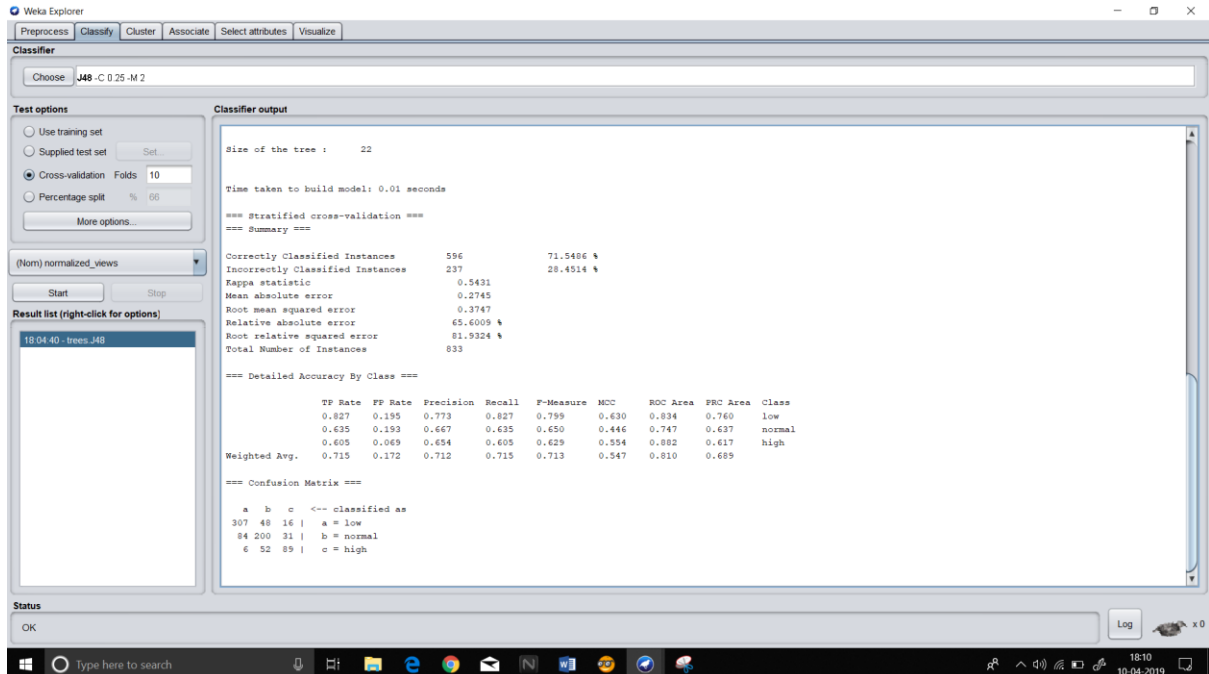 Weka Explorer
Preprocess Classify Cluster Associate Select attributes Visualize
Classifier
Choose J48 -C 0.25 -M 2
Test options
Use training set
Supplied test set Set...
Cross-validation Folds 10
Percentage split % 66
More options...
(Nom) normalized_views
Start Stop
Result list (right-click for options)
18:04:40 - trees.J48
Classifier output
Size of the tree : 22
Time taken to build model: 0.01 seconds
=== Stratified cross-validation ===
=== Summary ===
Correctly Classified Instances 596 71.5486 %
Incorrectly Classified Instances 237 28.4514 %
Kappa statistic 0.5431
Mean absolute error 0.2745
Root mean squared error 0.3747
Relative absolute error 65.6009 %
Root relative squared error 81.9324 %
Total Number of Instances 833
=== Detailed Accuracy By Class ===
TP Rate FP Rate Precision Recall F-Measure MCC ROC Area PRC Area Class
0.827 0.195 0.773 0.827 0.799 0.630 0.834 0.760 low
0.635 0.193 0.667 0.635 0.650 0.446 0.747 0.637 normal
0.605 0.069 0.654 0.605 0.629 0.554 0.882 0.617 high
Weighted Avg. 0.715 0.172 0.712 0.715 0.713 0.547 0.810 0.689
=== Confusion Matrix ===
a b c <-- classified as
307 48 16 | a = low
84 200 31 | b = normal
6 52 89 | c = high
Status
OK
Log x 0
Type here to search
18:10
10-04-2019